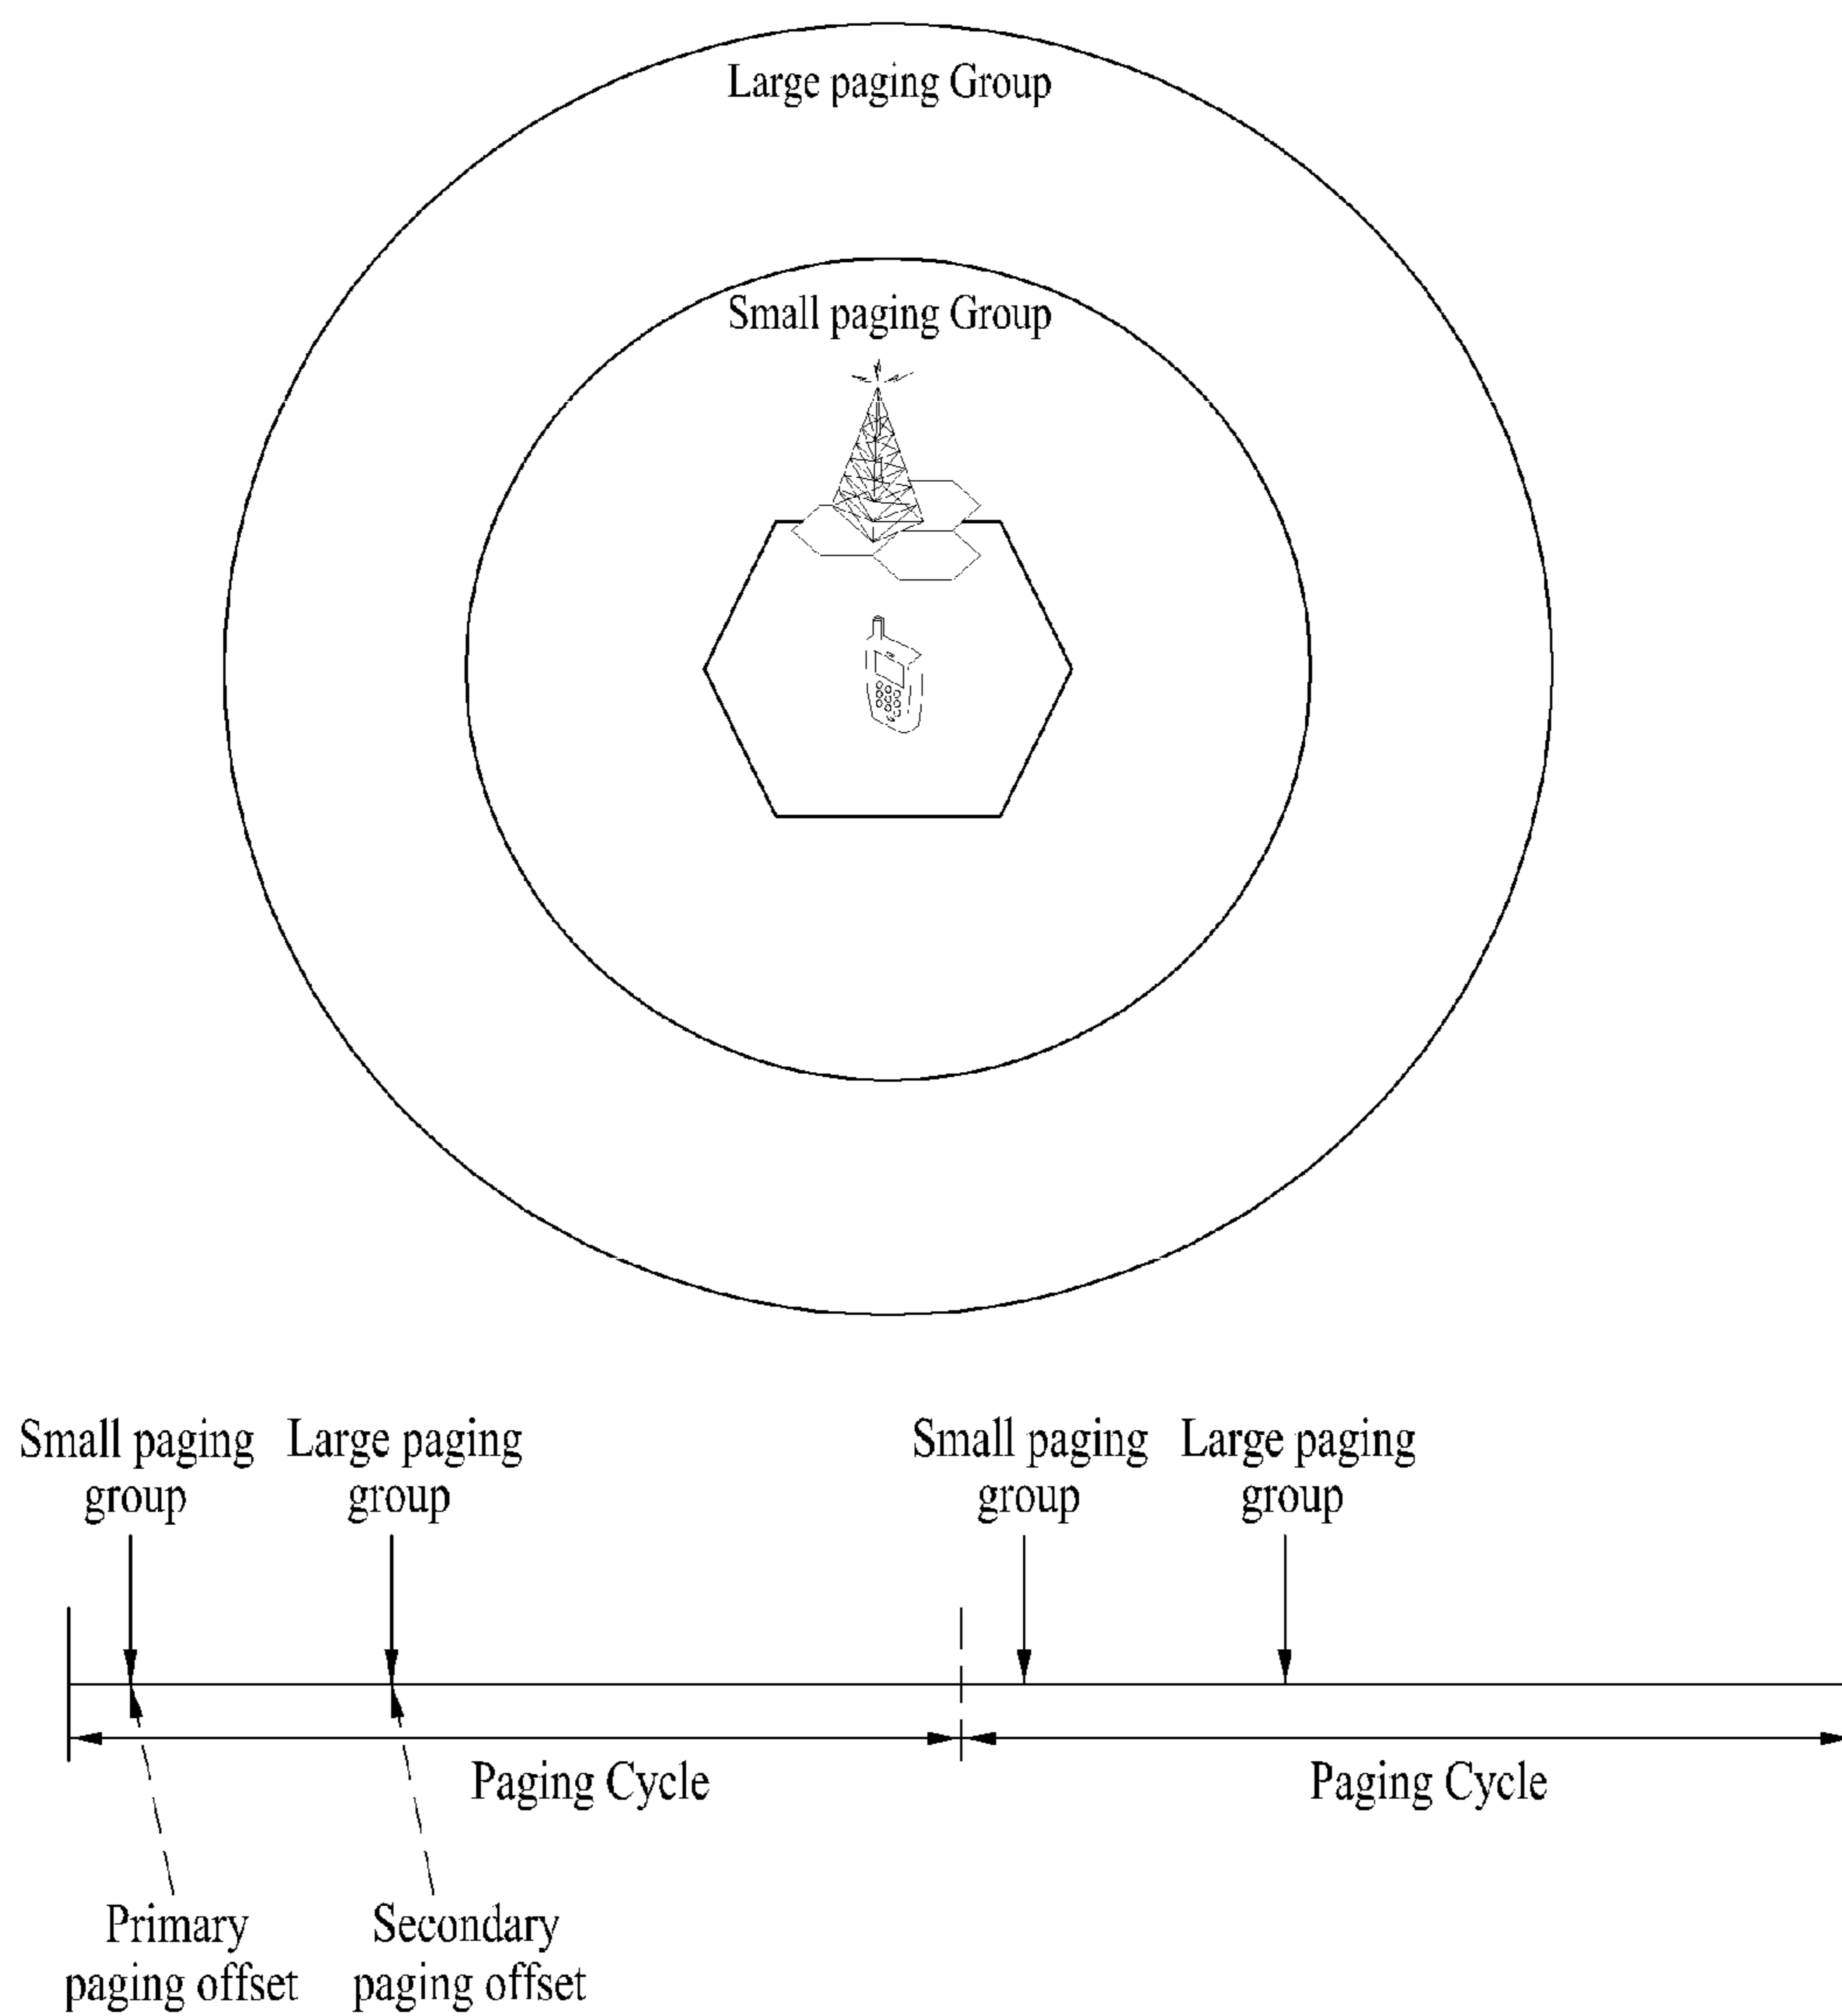 Large paging Group
Small paging Group
Small paging
group
Large paging
group
Small paging
group
Large paging
group
Paging Cycle
Paging Cycle
Primary
paging offset
Secondary
paging offset